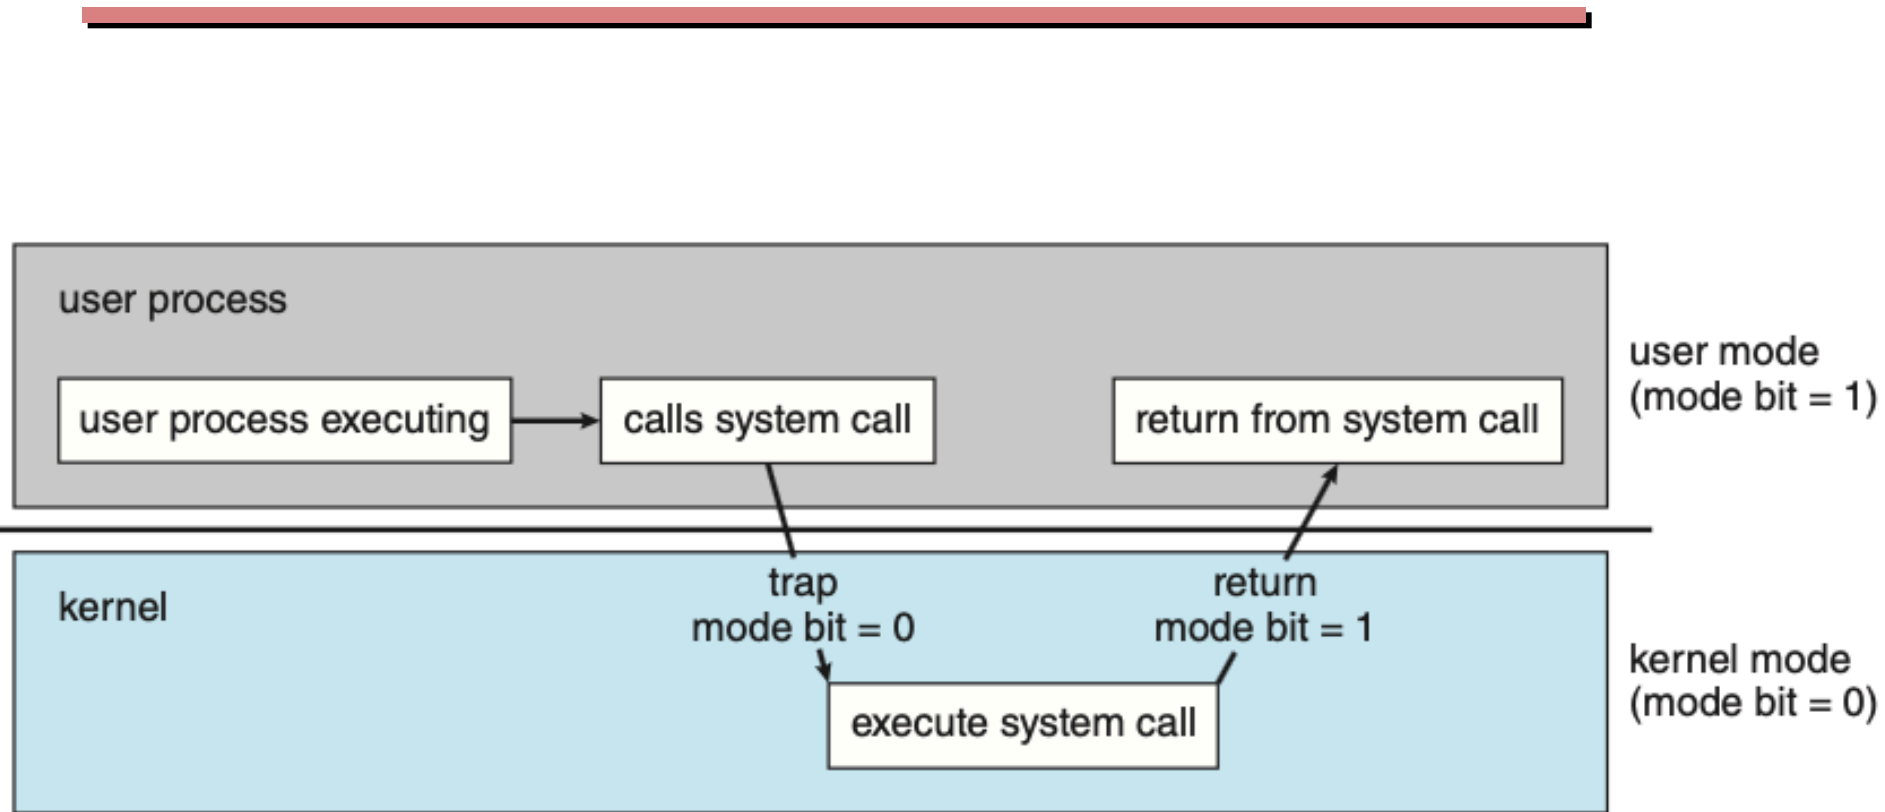 user process
user process executing
calls system call
return from system call
user mode
(mode bit = 1)
kernel
trap
mode bit = 0
return
mode bit = 1
execute system call
kernel mode
(mode bit = 0)